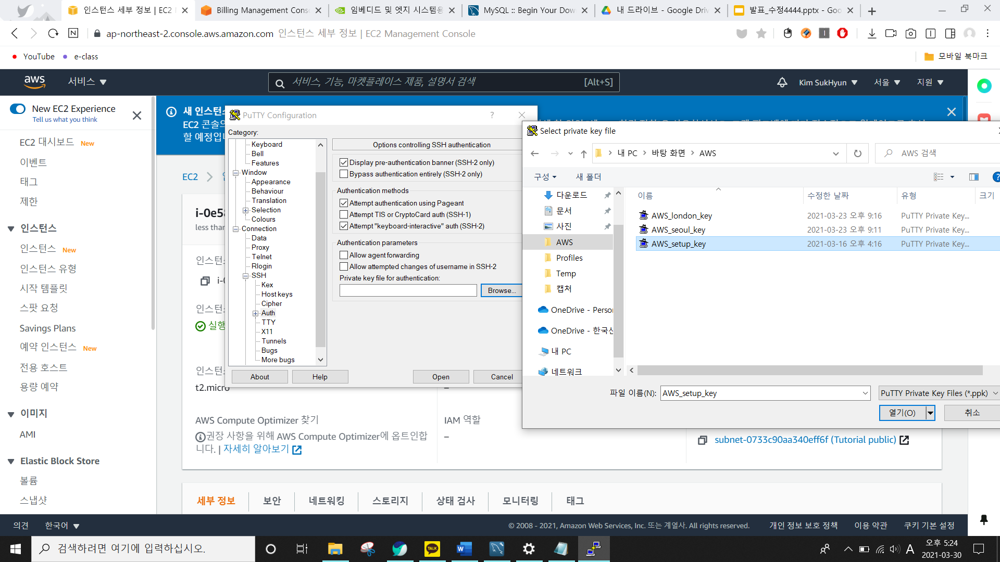 인스턴스 세부 정보 | EC2
Billing Management Cons
임베디드 및 엣지 시스템용
MySQL :: Begin Your Dow
내 드라이브 - Google Driv
발표_수정4444.pptx - Goo
ap-northeast-2.console.aws.amazon.com 인스턴스 세부 정보 | EC2 Management Console
YouTube
e-class
모바일 북마크
aws
서비스
서비스, 기능, 마켓플레이스 제품, 설명서 검색 [Alt+S]
Kim SukHyun
서울
지원
New EC2 Experience
Tell us what you think
EC2 대시보드 New
이벤트
태그
제한
인스턴스
인스턴스 New
인스턴스 유형
시작 템플릿
스팟 요청
Savings Plans
예약 인스턴스 New
전용 호스트
용량 예약
이미지
AMI
Elastic Block Store
볼륨
스냅샷
새 인스턴스
EC2 콘솔의
할 예정입니
EC2
i-0e58
less than
인스턴스
i-0
인스턴스
실행
인스턴스
t2.micro
–
AWS Compute Optimizer 찾기
권장 사항을 위해 AWS Compute Optimizer에 옵트인합
니다. | 자세히 알아보기
IAM 역할
–
subnet-0733c90aa340eff6f (Tutorial public)
세부 정보
보안
네트워킹
스토리지
상태 검사
모니터링
태그
PuTTY Configuration
?
Category:
Keyboard
Bell
Features
Window
Appearance
Behaviour
Translation
Selection
Colours
Connection
Data
Proxy
Telnet
Rlogin
SSH
Kex
Host keys
Cipher
Auth
TTY
X11
Tunnels
Bugs
More bugs
Options controlling SSH authentication
Display pre-authentication banner (SSH-2 only)
Bypass authentication entirely (SSH-2 only)
Authentication methods
Attempt authentication using Pageant
Attempt TIS or CryptoCard auth (SSH-1)
Attempt "keyboard-interactive" auth (SSH-2)
Authentication parameters
Allow agent forwarding
Allow attempted changes of username in SSH-2
Private key file for authentication:
Browse...
About
Help
Open
Cancel
Select private key file
내 PC > 바탕 화면 > AWS
AWS 검색
구성
새 폴더
다운로드
문서
사진
AWS
Profiles
Temp
캡처
OneDrive - Person
OneDrive - 한국산
내 PC
네트워크
이름 수정한 날짜 유형 크기
AWS_london_key 2021-03-23 오후 9:16 PuTTY Private Key...
AWS_seoul_key 2021-03-23 오후 9:11 PuTTY Private Key...
AWS_setup_key 2021-03-16 오후 4:16 PuTTY Private Key...
파일 이름(N): AWS_setup_key
PuTTY Private Key Files (*.ppk)
열기(O)
취소
의견
한국어
© 2008 - 2021, Amazon Web Services, Inc. 또는 계열사. All rights reserved.
개인 정보 보호 정책
이용 약관
쿠키 기본 설정
검색하려면 여기에 입력하십시오.
TALK
A
오후 5:24
2021-03-30